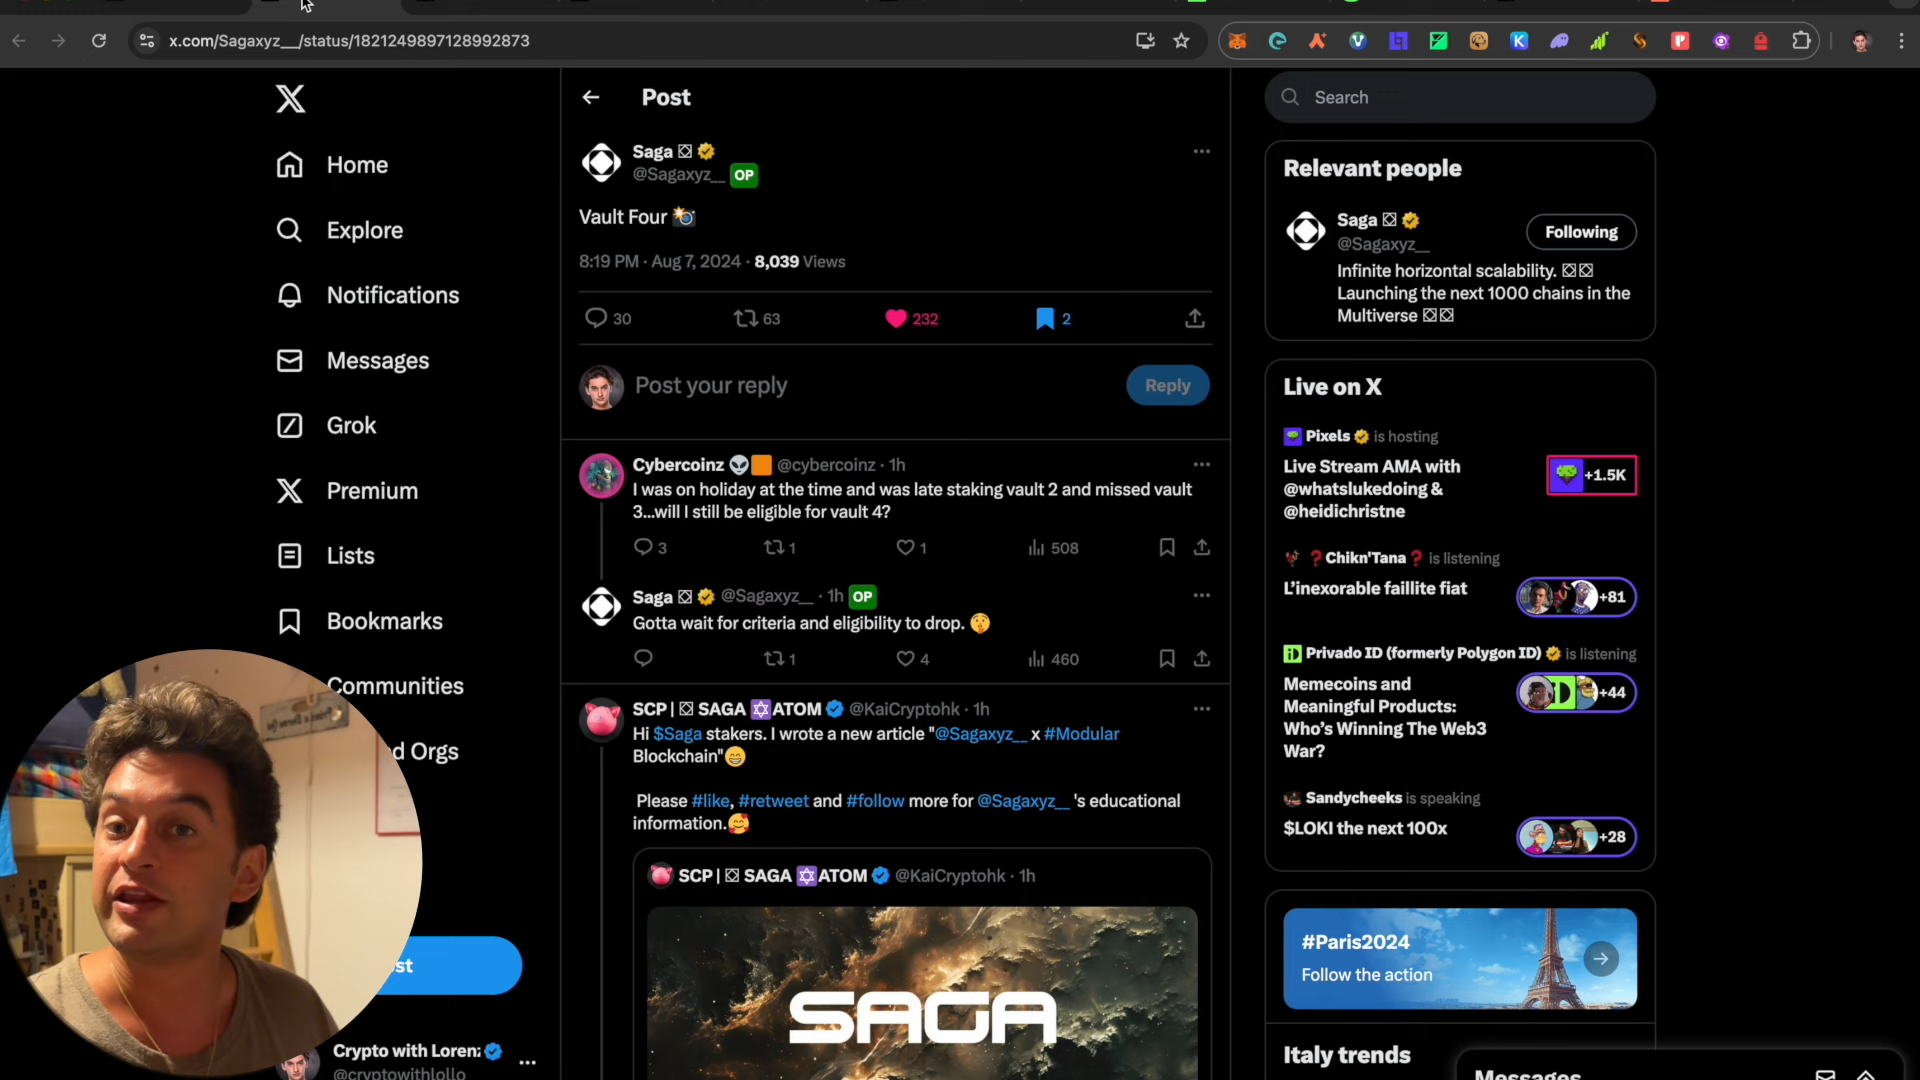 x.com/Sagaxyz__/status/1821249897128992873
Home
Explore
Notifications
Messages
Grok
Premium
Lists
Bookmarks
Communities
d Orgs
st
Crypto with Lorenz
@cryptowithlollo
Post
Saga
@Sagaxyz__ OP
Vault Four 📸
8:19 PM · Aug 7, 2024 · 8,039 Views
30 63 232 2
Post your reply
Reply
Cybercoinz 👽🟧 @cybercoinz · 1h
I was on holiday at the time and was late staking vault 2 and missed vault
3...will I still be eligible for vault 4?
3 1 1 508
Saga @Sagaxyz__ · 1h OP
Gotta wait for criteria and eligibility to drop. 🤫
1 4 460
SCP | SAGA ✡️ATOM @KaiCryptohk · 1h
Hi $Saga stakers. I wrote a new article "@Sagaxyz__ x #Modular
Blockchain"😁
Please #like, #retweet and #follow more for @Sagaxyz__ 's educational
information.🥰
SCP | SAGA ✡️ATOM @KaiCryptohk · 1h
SAGA
Search
Relevant people
Saga
@Sagaxyz__
Following
Infinite horizontal scalability.
Launching the next 1000 chains in the
Multiverse
Live on X
Pixels is hosting
Live Stream AMA with
@whatslukedoing &
@heidichristne
+1.5K
❓Chikn'Tana❓ is listening
L'inexorable faillite fiat
+81
Privado ID (formerly Polygon ID) is listening
Memecoins and
Meaningful Products:
Who's Winning The Web3
War?
+44
Sandycheeks is speaking
$LOKI the next 100x
+28
#Paris2024
Follow the action
Italy trends
Messages